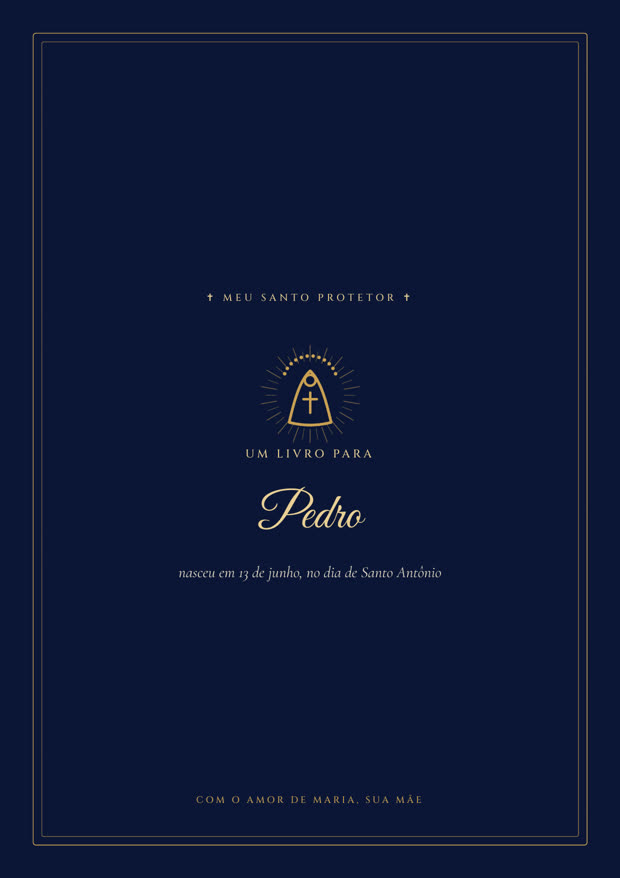 ✝ MEU SANTO PROTETOR ✝
UM LIVRO PARA
Pedro
nasceu em 13 de junho, no dia de Santo Antônio
COM O AMOR DE MARIA, SUA MÃE